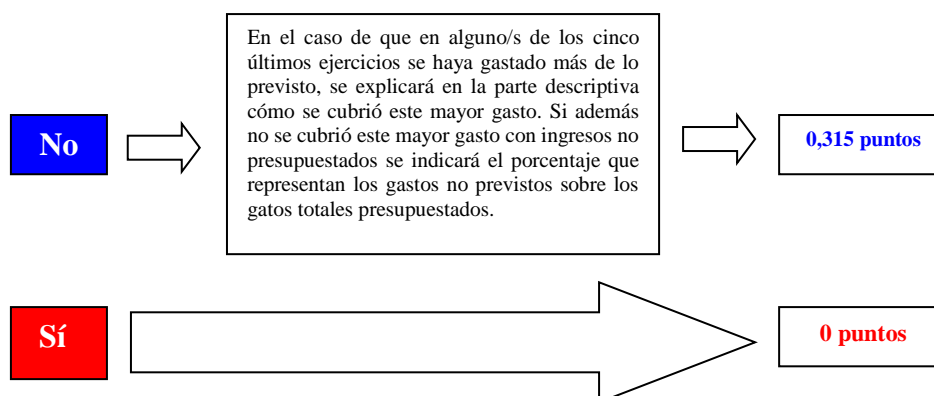 En el caso de que en alguno/s de los cinco
últimos ejercicios se haya gastado más de lo
previsto, se explicará en la parte descriptiva
cómo se cubrió este mayor gasto. Si además
no se cubrió este mayor gasto con ingresos no
presupuestados se indicará el porcentaje que
representan los gastos no previstos sobre los
gatos totales presupuestados.
No
0,315 puntos
Sí
0 puntos